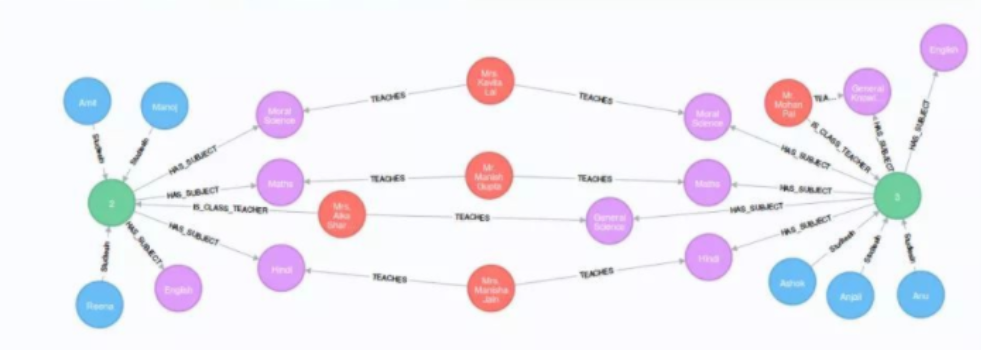 English
Mrs.
Kavita
Lal
Amit
Manoj
Moral
Science
TEACHES
TEACHES
Moral
Science
Mr.
Mohan
Pai
TEA...
General
Knowl...
StudiesIn
StudiesIn
HAS_SUBJECT
IS_CLASS_TEACHER
HAS_SUBJECT
HAS_SUBJECT
HAS_SUBJECT
Maths
TEACHES
Mr.
Manish
Gupta
TEACHES
Maths
HAS_SUBJECT
HAS_SUBJECT
2
IS_CLASS_TEACHER
Mrs.
Alka
Shar...
TEACHES
General
Science
HAS_SUBJECT
3
HAS_SUBJECT
HAS_SUBJECT
Hindi
TEACHES
Mrs.
Manisha
Jain
TEACHES
Hindi
HAS_SUBJECT
StudiesIn
StudiesIn
StudiesIn
StudiesIn
Reena
English
Ashok
Anjali
Anu